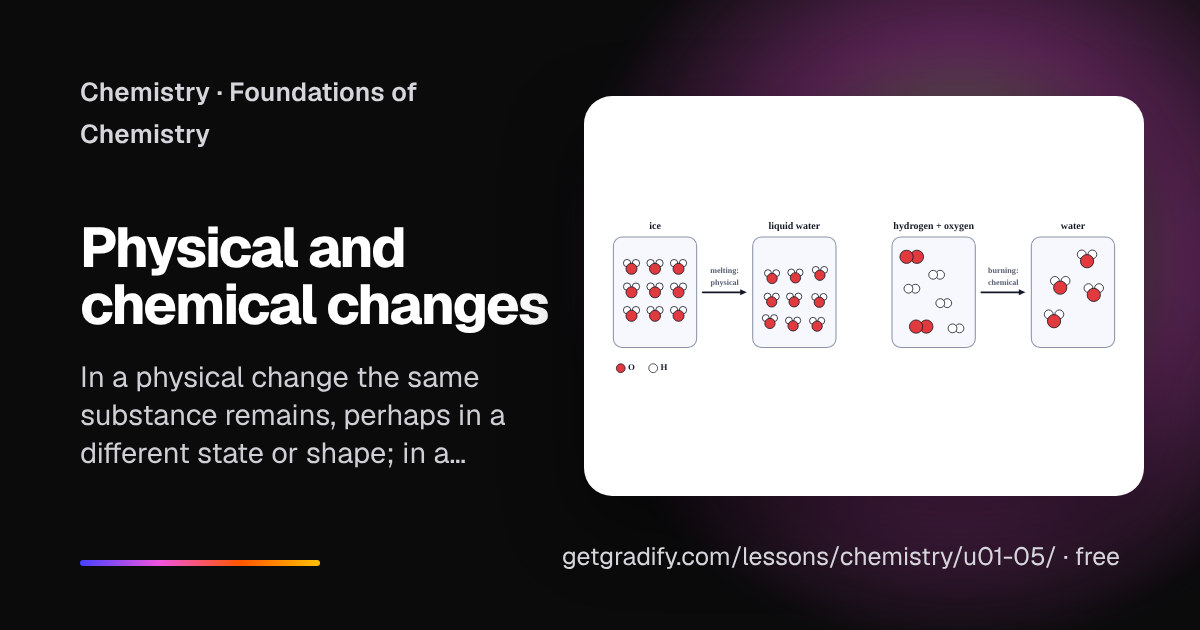 Chemistry · Foundations of
Chemistry
Physical and
chemical changes
In a physical change the same
substance remains, perhaps in a
different state or shape; in a…
ice
liquid water
hydrogen + oxygen
water
melting:
physical
burning:
chemical
O
H
getgradify.com/lessons/chemistry/u01-05/ · free